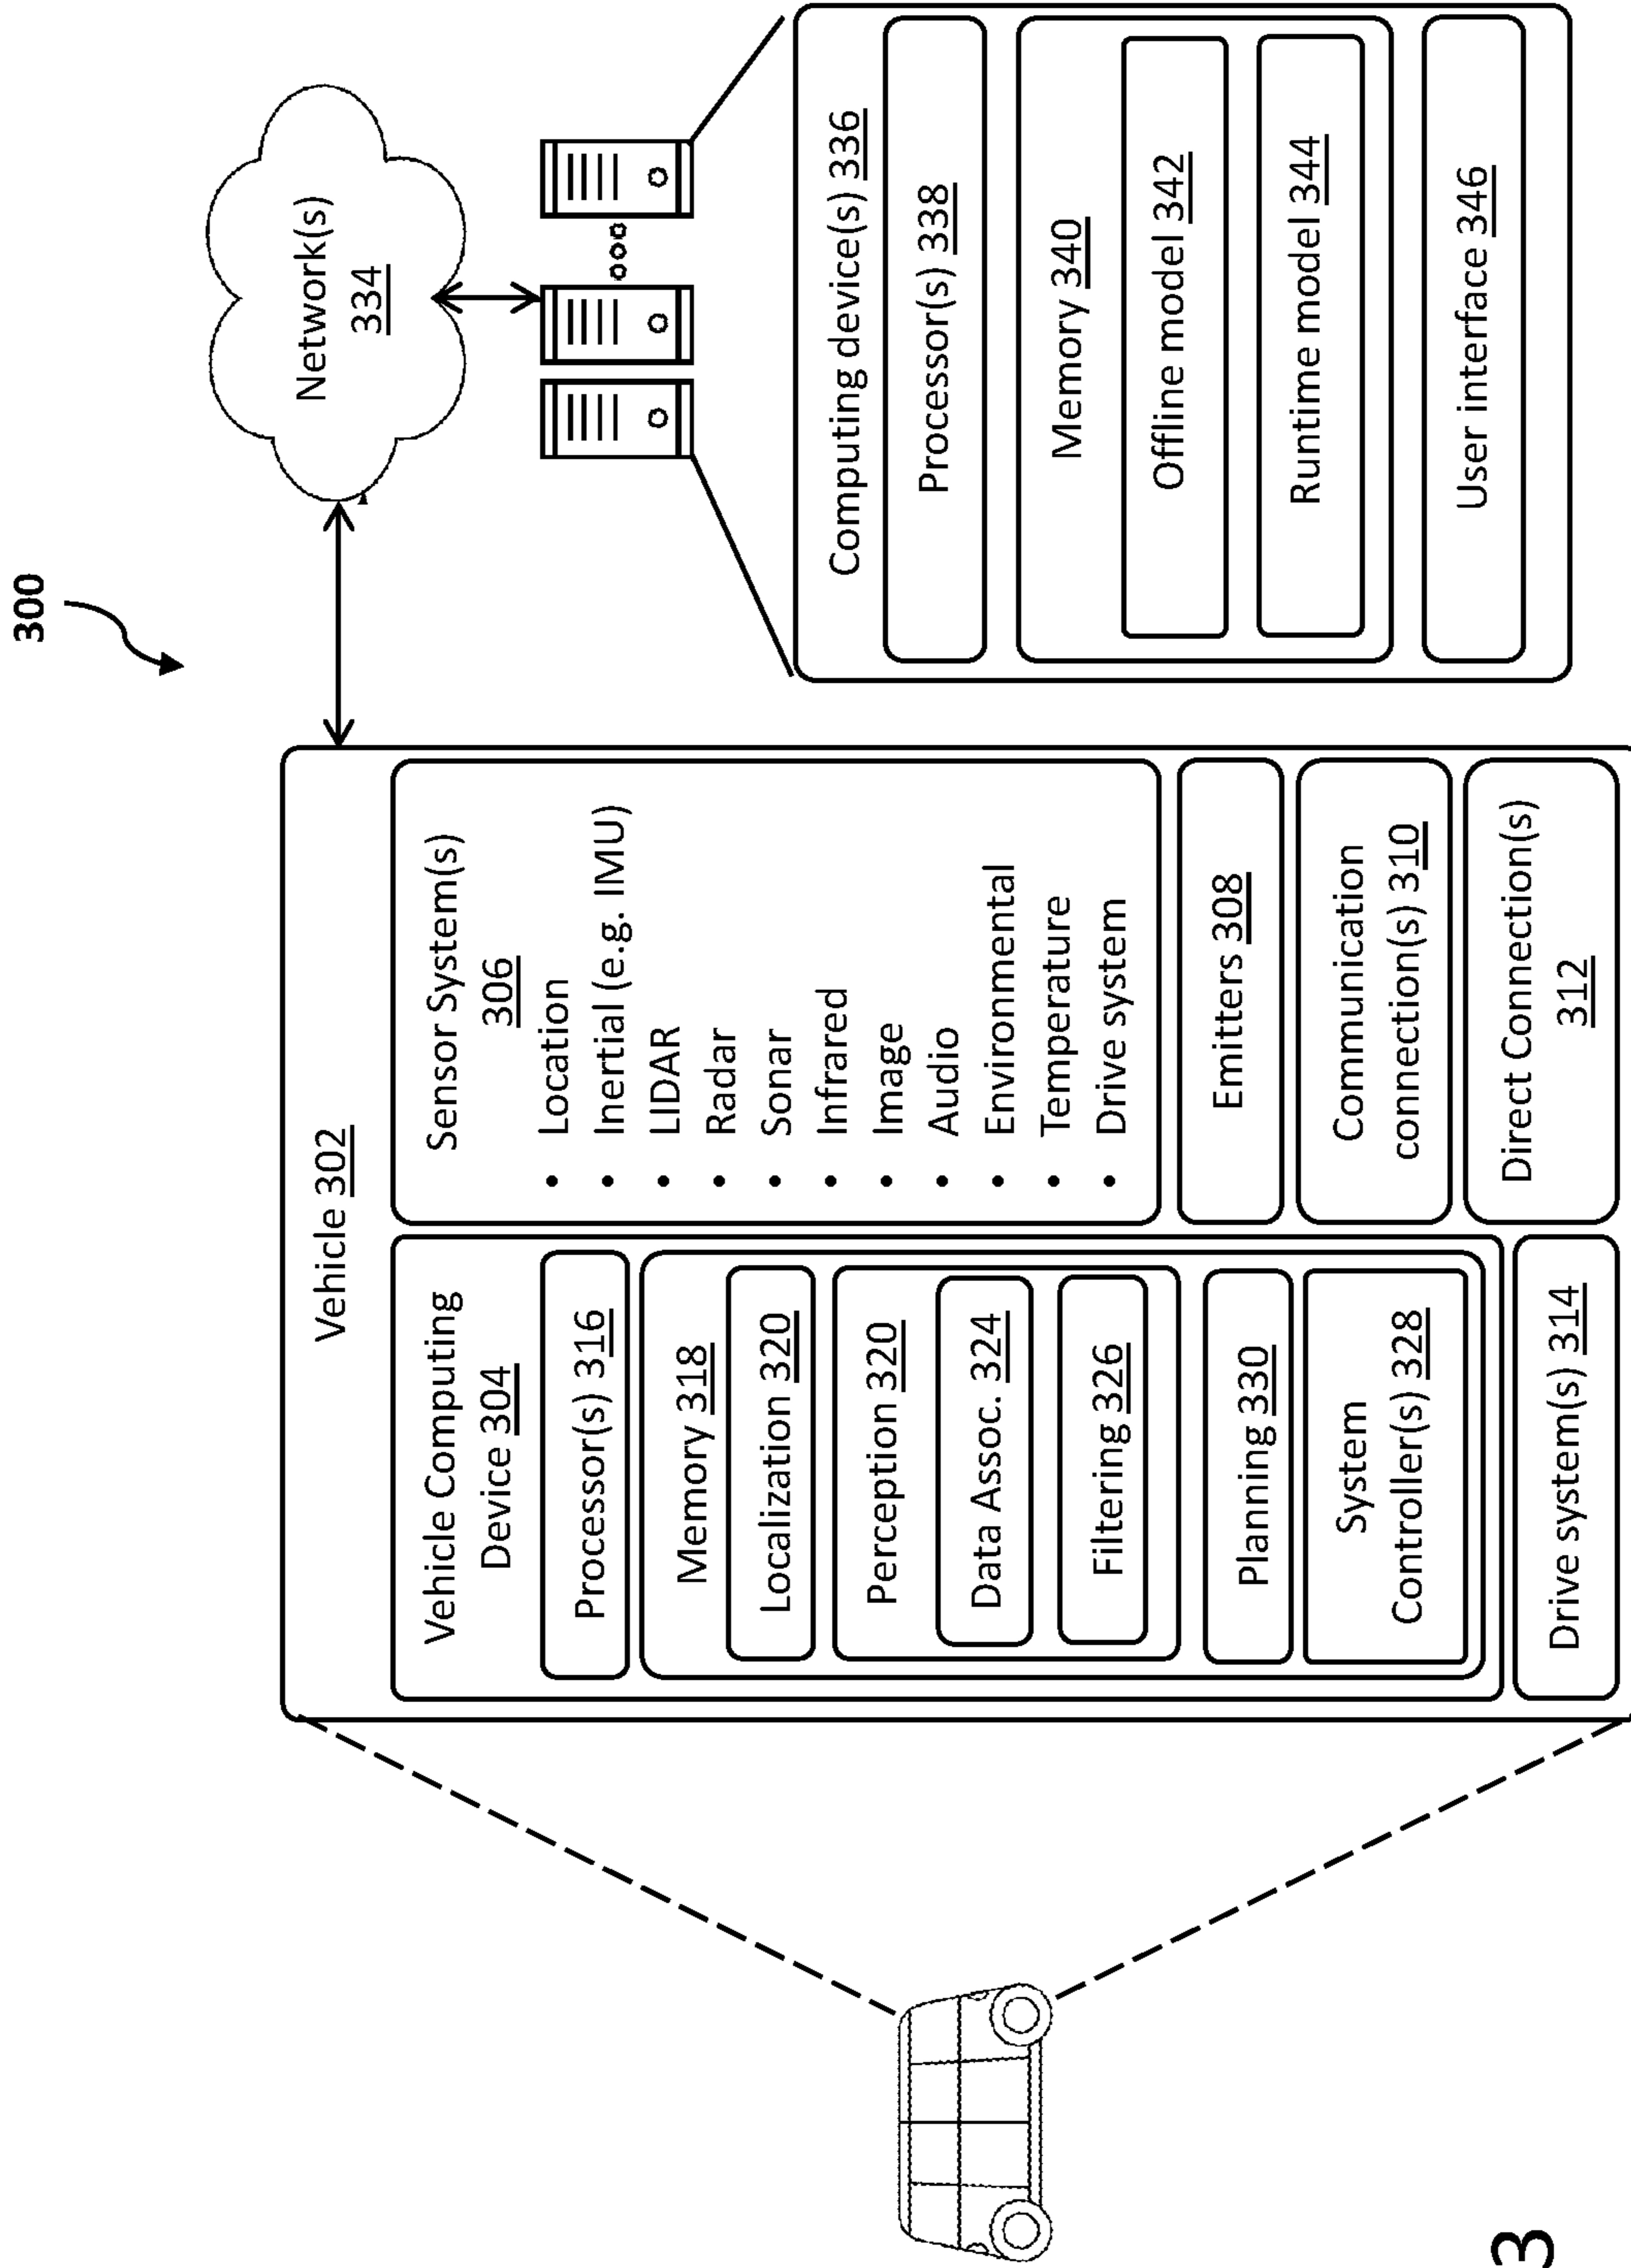 300
Vehicle 302
Vehicle Computing
Device 304
Processor(s) 316
Memory 318
Localization 320
Perception 320
Data Assoc. 324
Filtering 326
Planning 330
System
Controller(s) 328
Drive system(s) 314
Sensor System(s)
306
• Location
• Inertial (e.g. IMU)
• LIDAR
• Radar
• Sonar
• Infrared
• Image
• Audio
• Environmental
• Temperature
• Drive system
Emitters 308
Communication
connection(s) 310
Direct Connection(s)
312
Network(s)
334
Computing device(s) 336
Processor(s) 338
Memory 340
Offline model 342
Runtime model 344
User interface 346
3